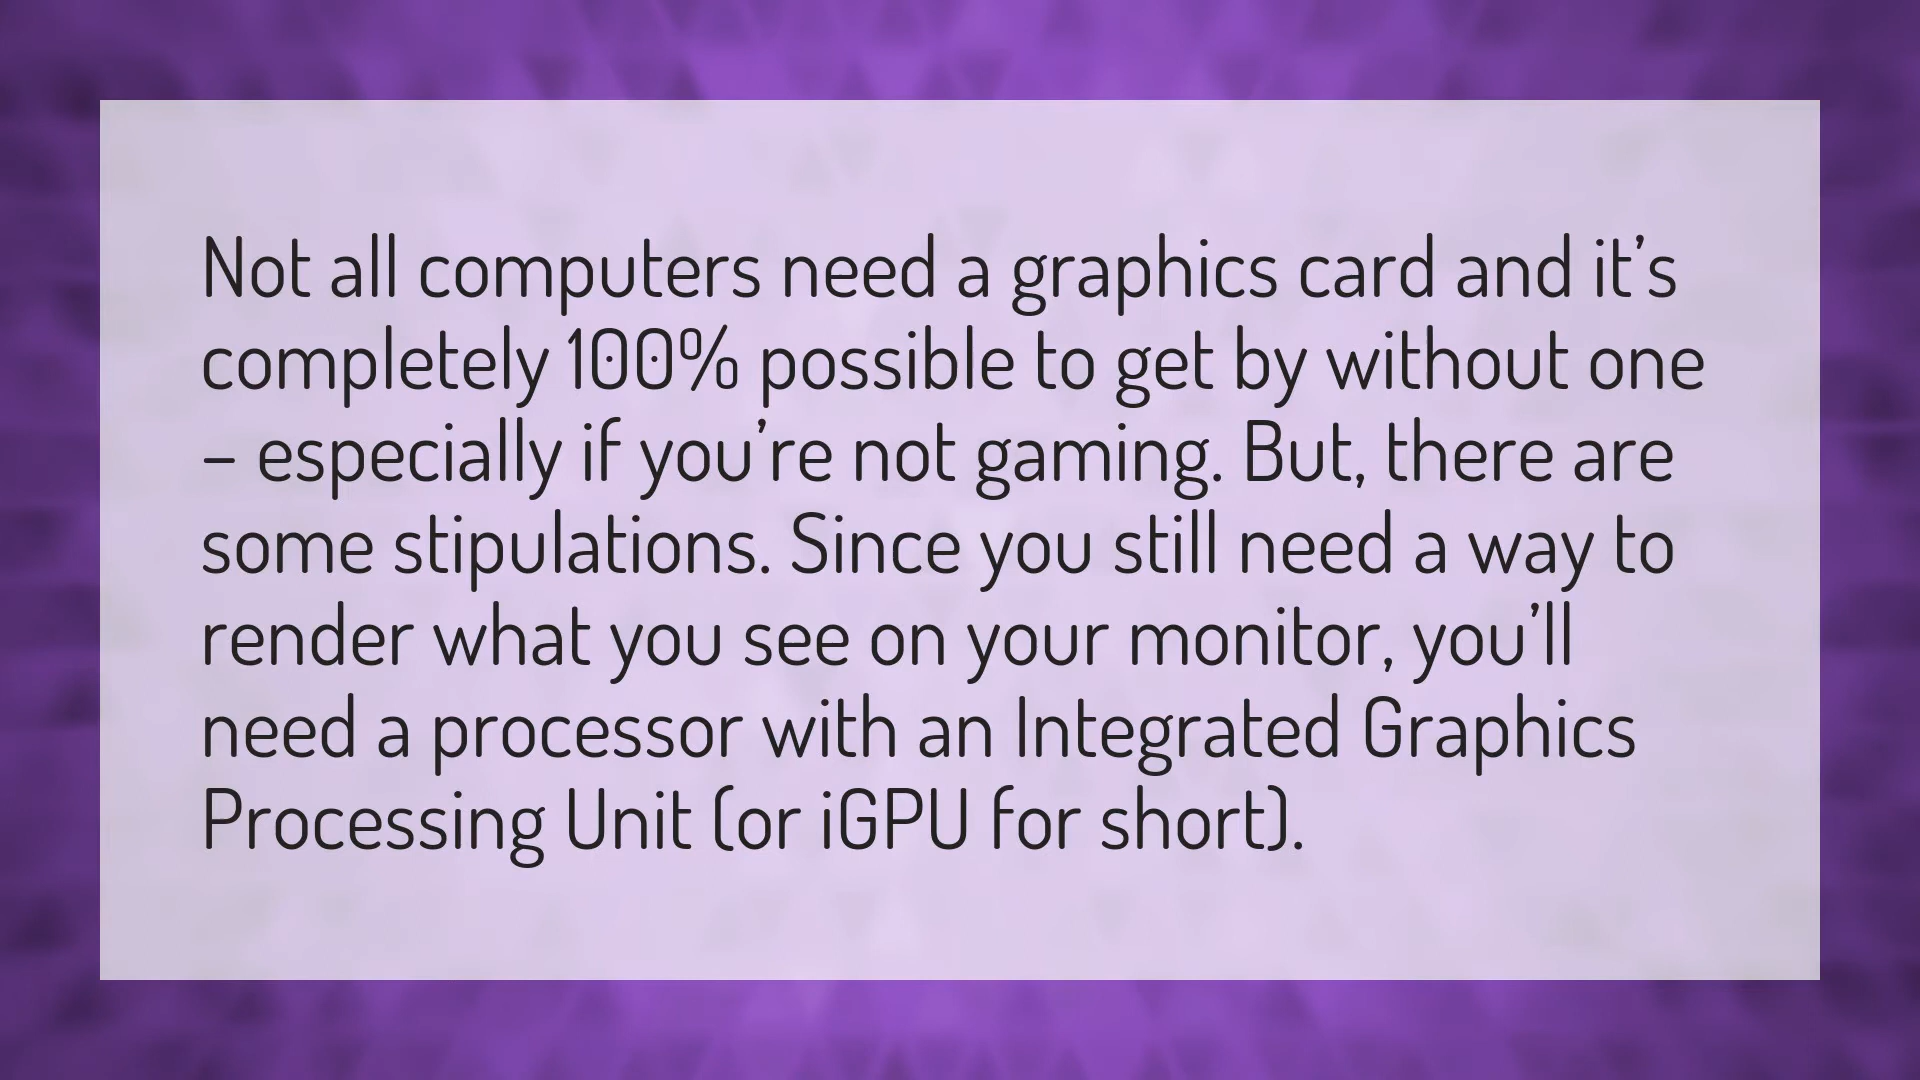 Not all computers need a graphics card and it’s
completely 100% possible to get by without one
– especially if you’re not gaming. But, there are
some stipulations. Since you still need a way to
render what you see on your monitor, you’ll
need a processor with an Integrated Graphics
Processing Unit (or iGPU for short).